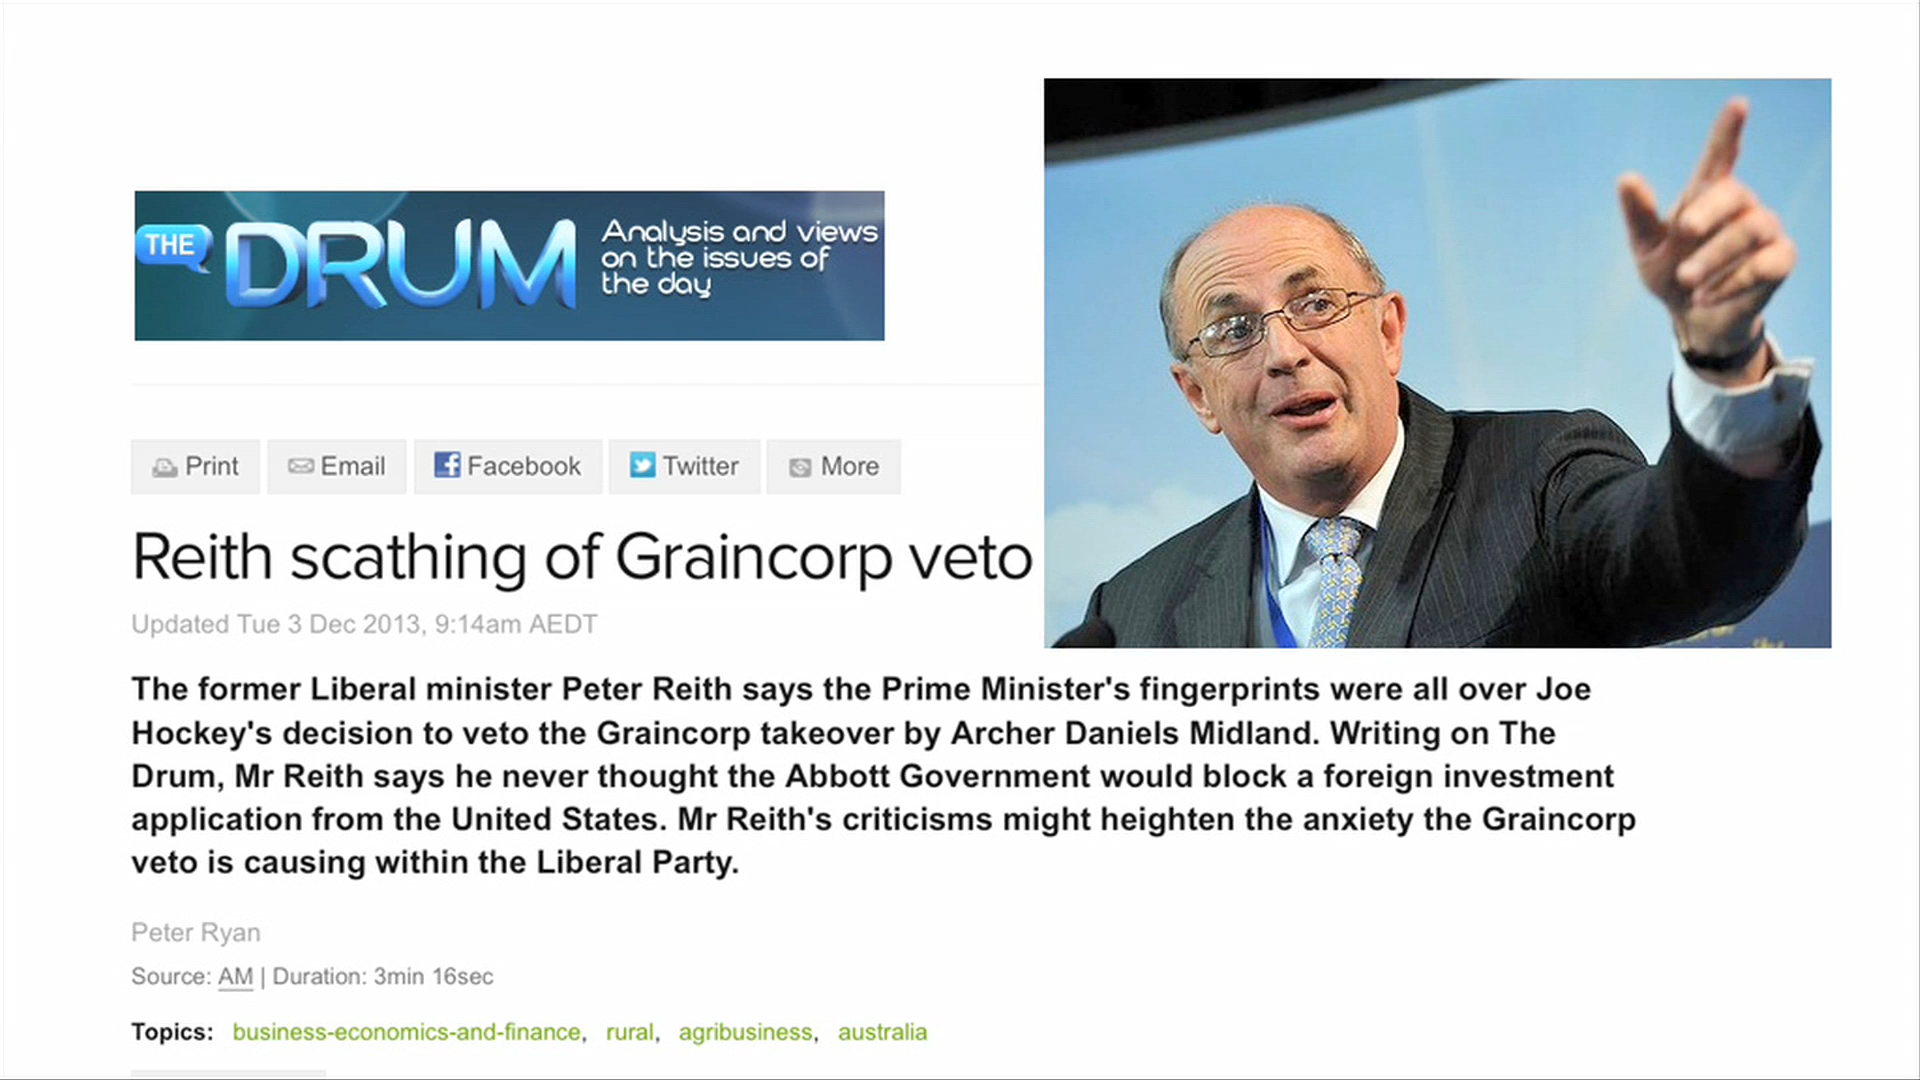 THE DRUM
Analysis and views
on the issues of
the day
Print Email Facebook Twitter More
Reith scathing of Graincorp veto
Updated Tue 3 Dec 2013, 9:14am AEDT
The former Liberal minister Peter Reith says the Prime Minister's fingerprints were all over Joe
Hockey's decision to veto the Graincorp takeover by Archer Daniels Midland. Writing on The
Drum, Mr Reith says he never thought the Abbott Government would block a foreign investment
application from the United States. Mr Reith's criticisms might heighten the anxiety the Graincorp
veto is causing within the Liberal Party.
Peter Ryan
Source: AM | Duration: 3min 16sec
Topics: business-economics-and-finance, rural, agribusiness, australia